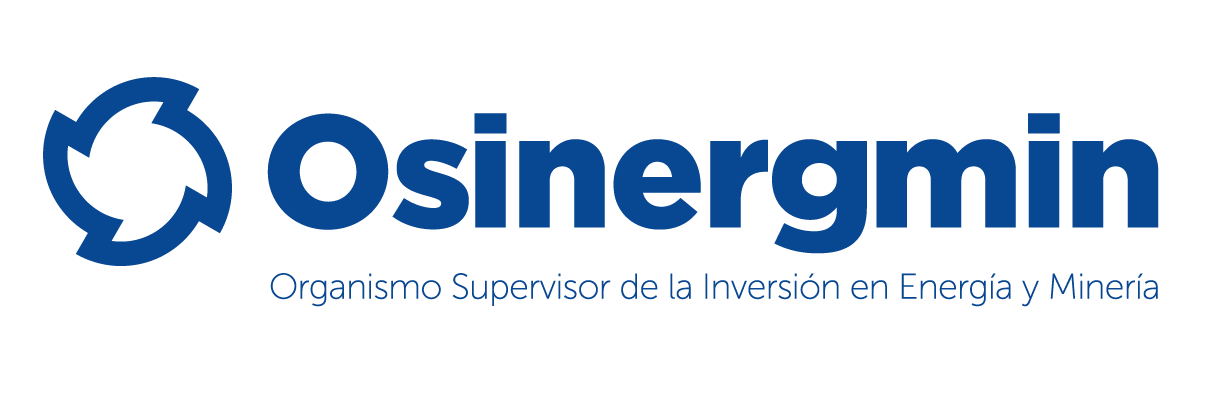 Osinergmin
Organismo Supervisor de la Inversión en Energía y Minería